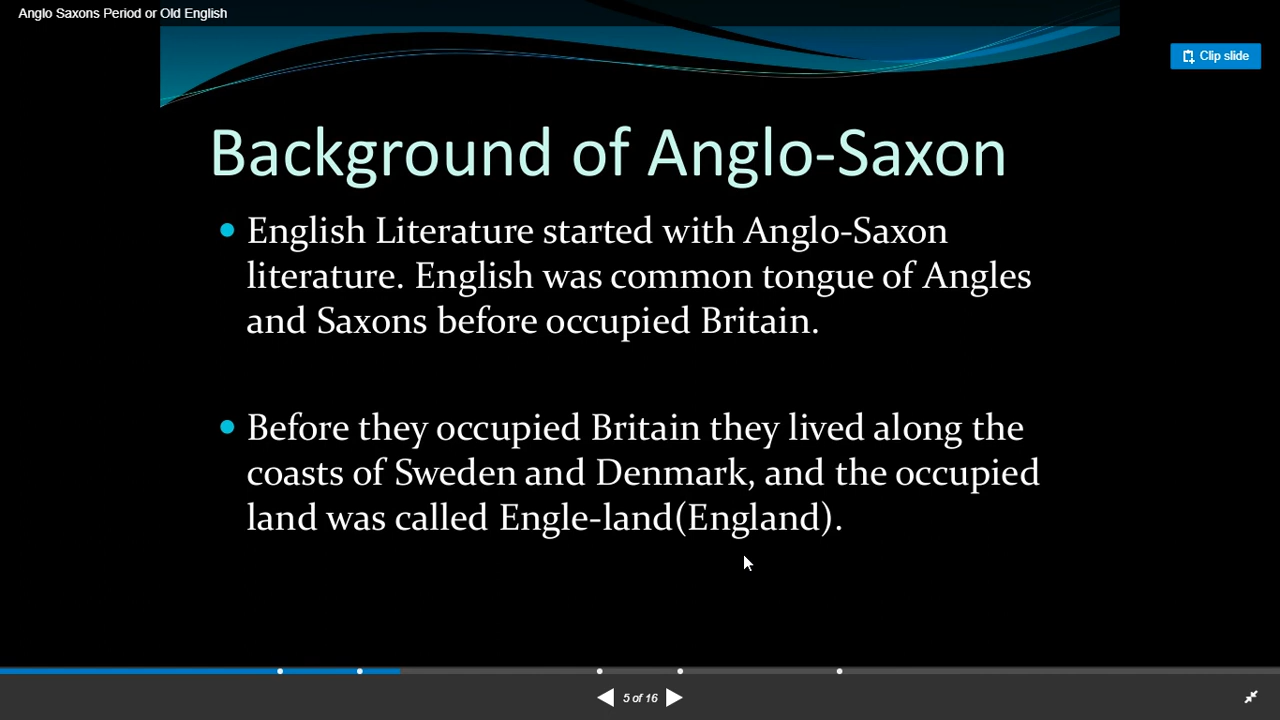 Anglo Saxons Period or Old English
Clip slide
Background of Anglo-Saxon
• English Literature started with Anglo-Saxon
literature. English was common tongue of Angles
and Saxons before occupied Britain.
• Before they occupied Britain they lived along the
coasts of Sweden and Denmark, and the occupied
land was called Engle-land(England).
5 of 16